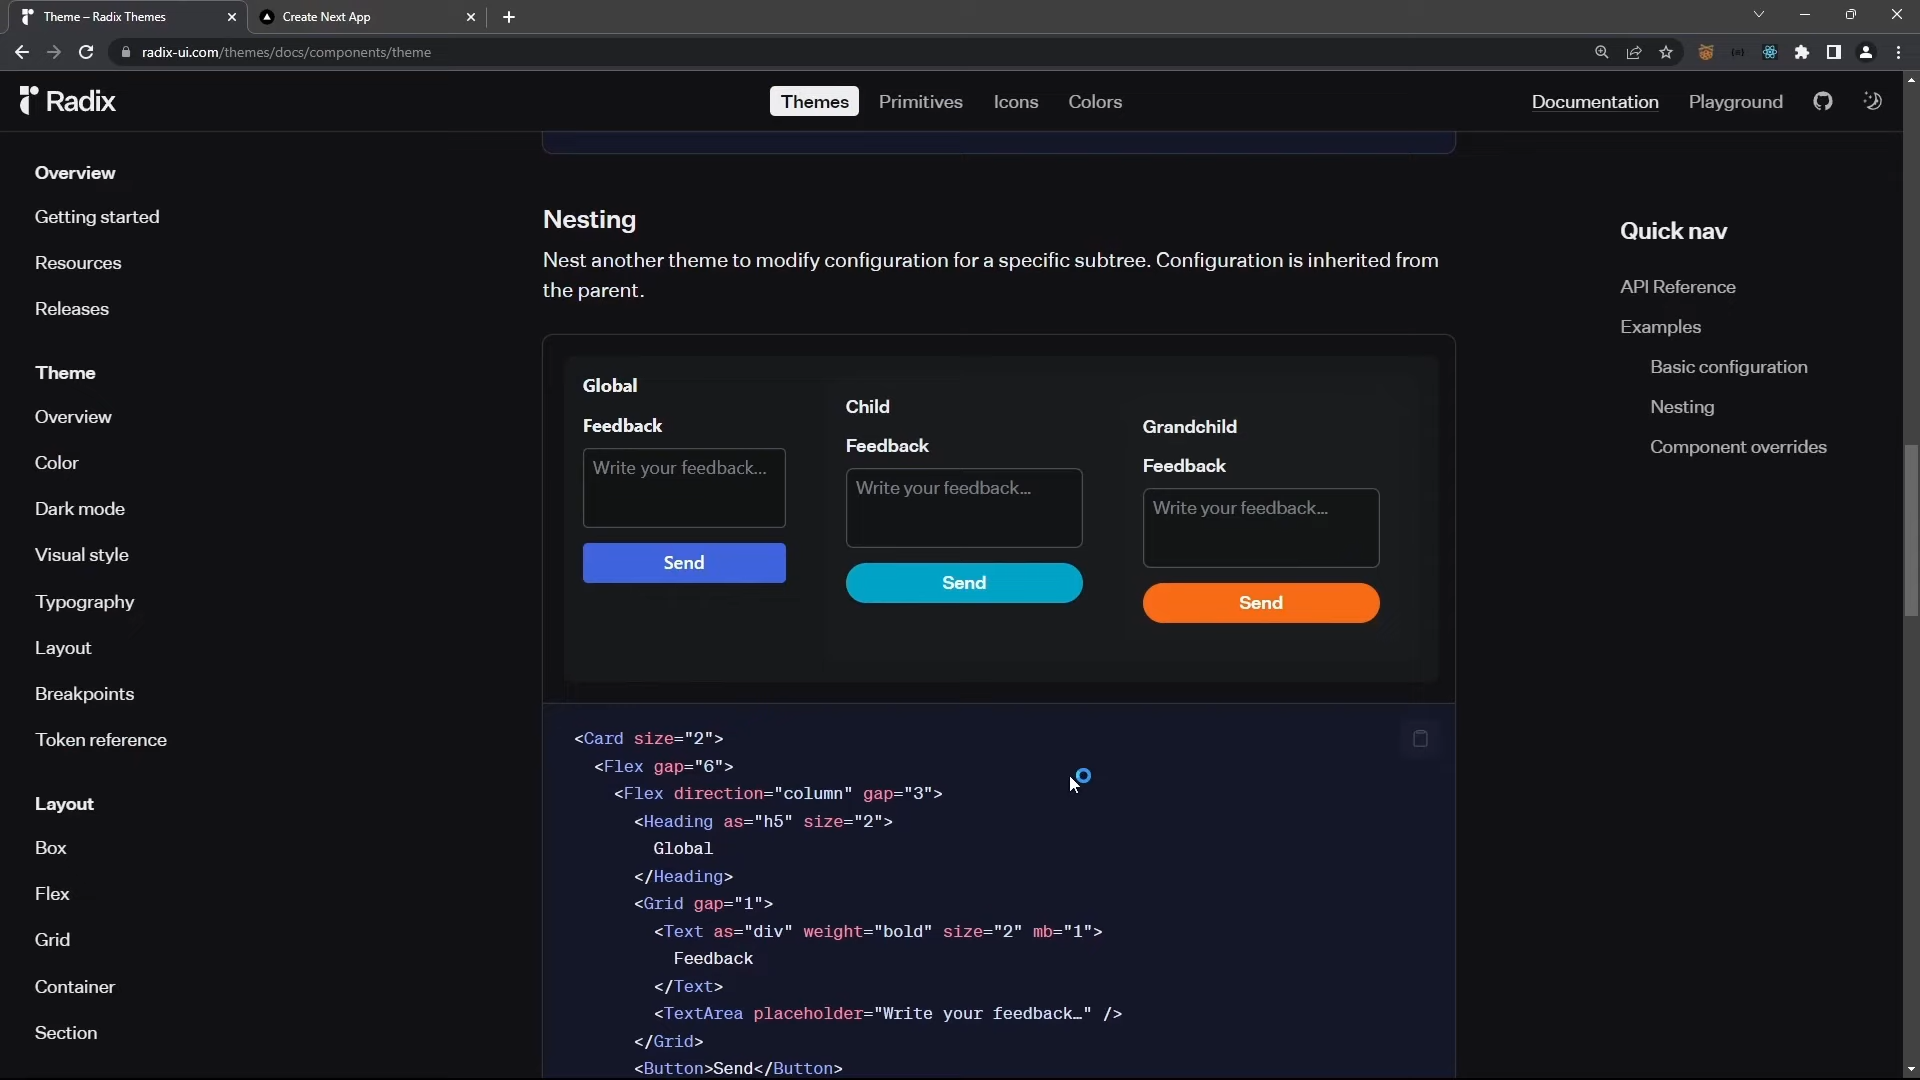 Theme – Radix Themes
Create Next App
radix-ui.com/themes/docs/components/theme
Radix
Themes
Primitives
Icons
Colors
Documentation
Playground
Overview
Getting started
Resources
Releases
Theme
Overview
Color
Dark mode
Visual style
Typography
Layout
Breakpoints
Token reference
Layout
Box
Flex
Grid
Container
Section
Nesting
Nest another theme to modify configuration for a specific subtree. Configuration is inherited from
the parent.
Global
Feedback
Write your feedback…
Send
Child
Feedback
Write your feedback…
Send
Grandchild
Feedback
Write your feedback…
Send
<Card size="2">
<Flex gap="6">
<Flex direction="column" gap="3">
<Heading as="h5" size="2">
Global
</Heading>
<Grid gap="1">
<Text as="div" weight="bold" size="2" mb="1">
Feedback
</Text>
<TextArea placeholder="Write your feedback…" />
</Grid>
<Button>Send</Button>
Quick nav
API Reference
Examples
Basic configuration
Nesting
Component overrides